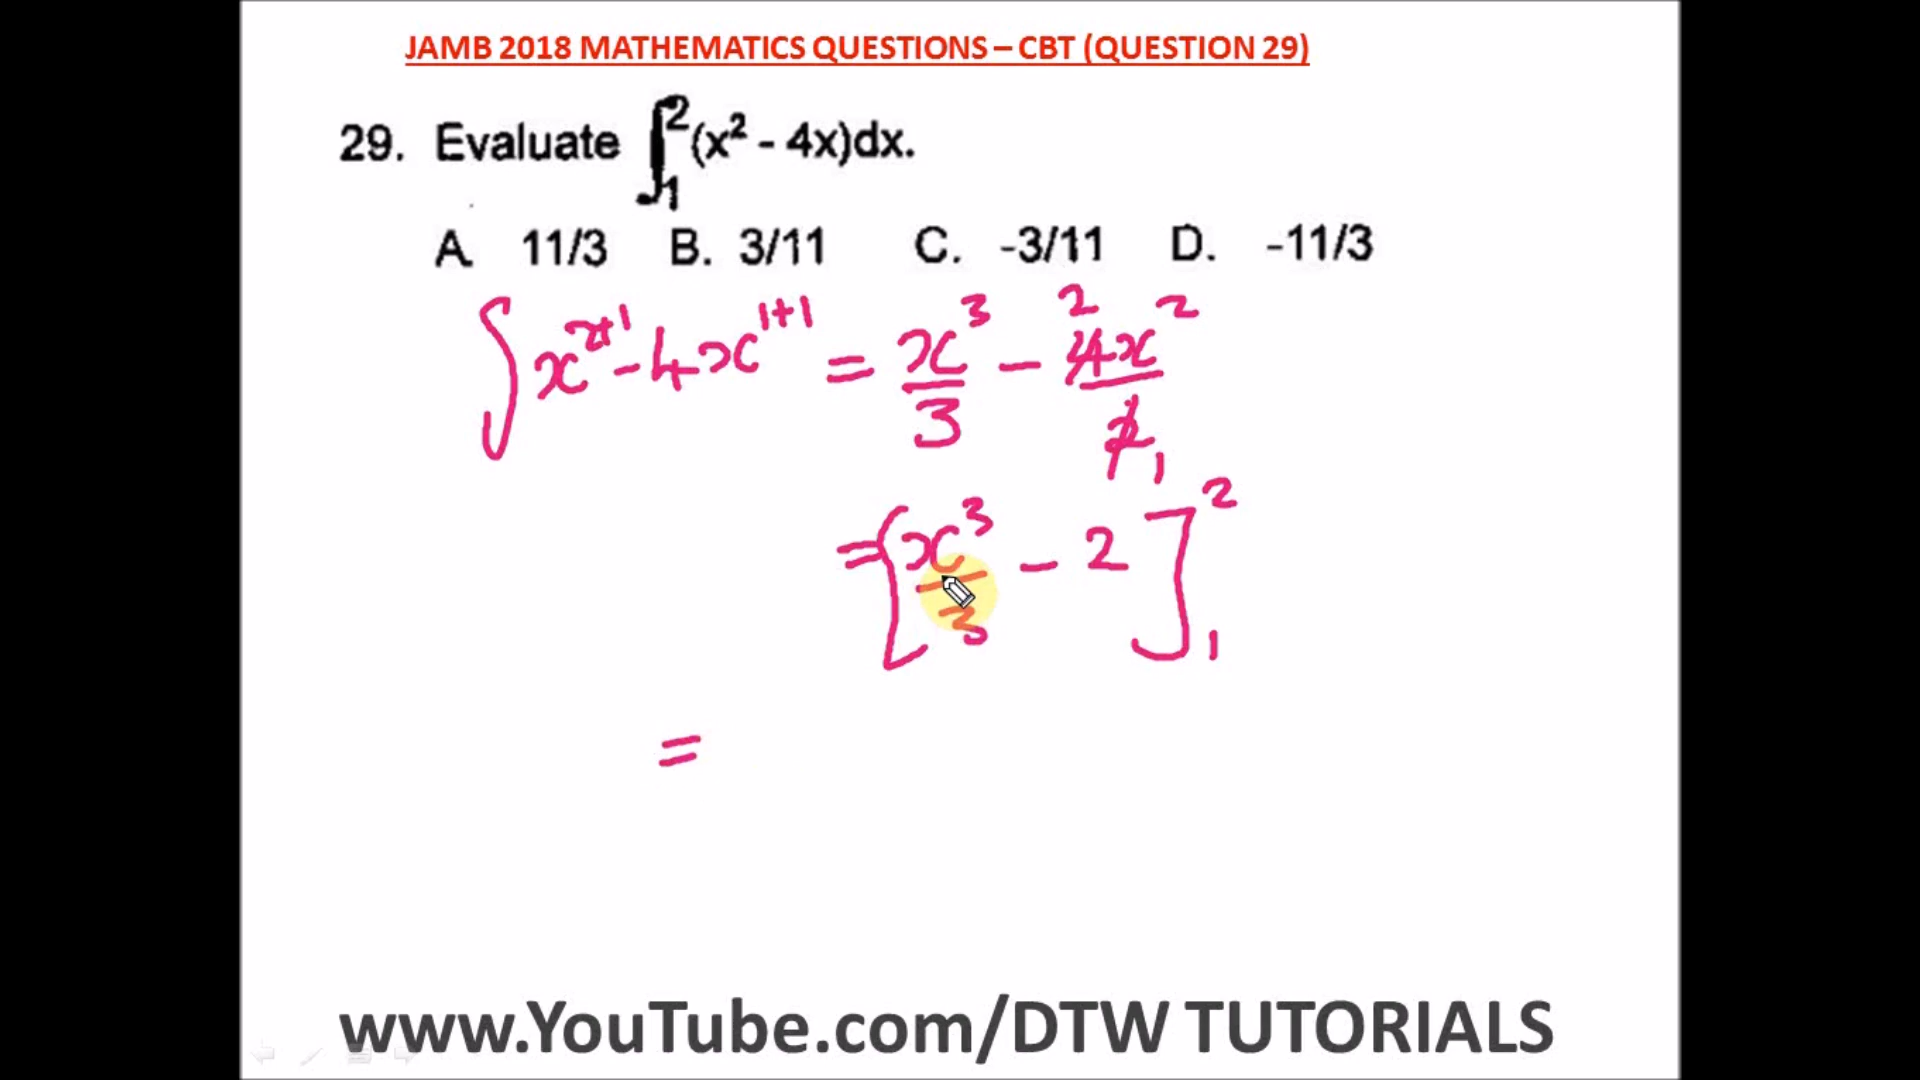 JAMB 2018 MATHEMATICS QUESTIONS – CBT (QUESTION 29)
29. Evaluate ∫₁² (x² - 4x)dx.
A. 11/3 B. 3/11 C. -3/11 D. -11/3
∫ x²⁺¹ - 4x¹⁺¹ = x³/3 - 4x²/2 2 1
= [x³/3 - 2]₁²
=
www.YouTube.com/DTW TUTORIALS